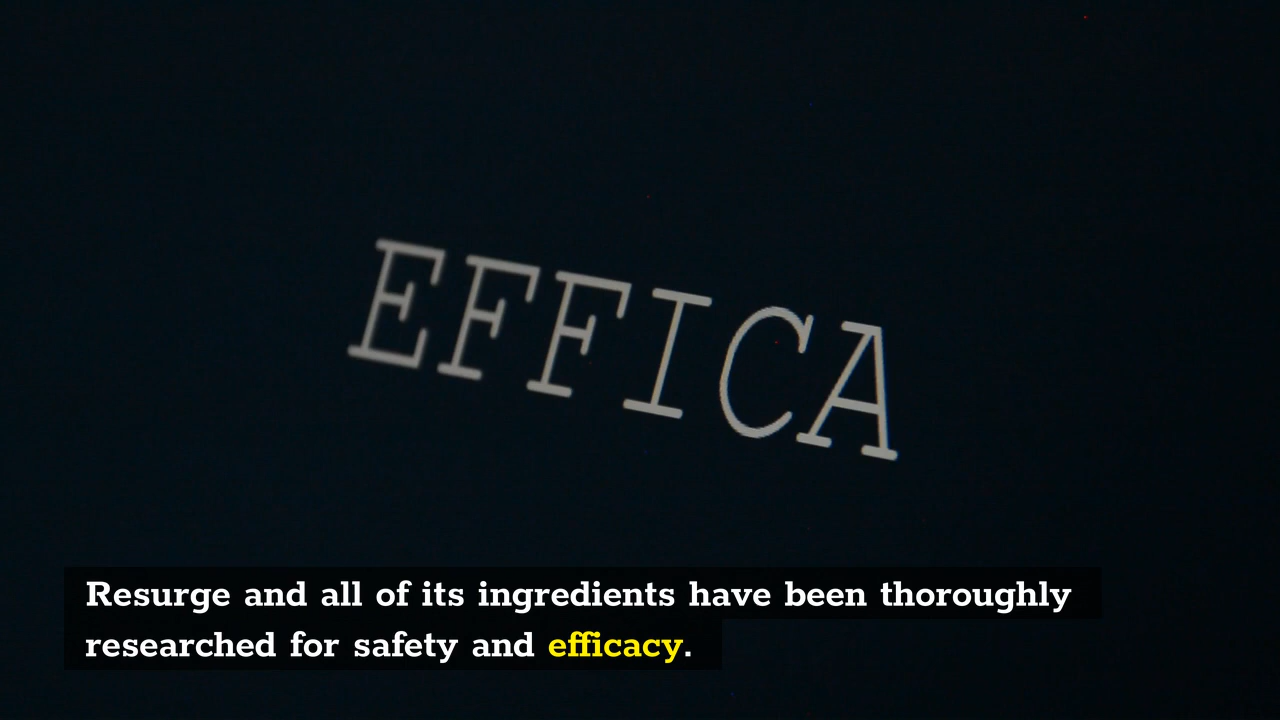 EFFICA
Resurge and all of its ingredients have been thoroughly
researched for safety and efficacy.